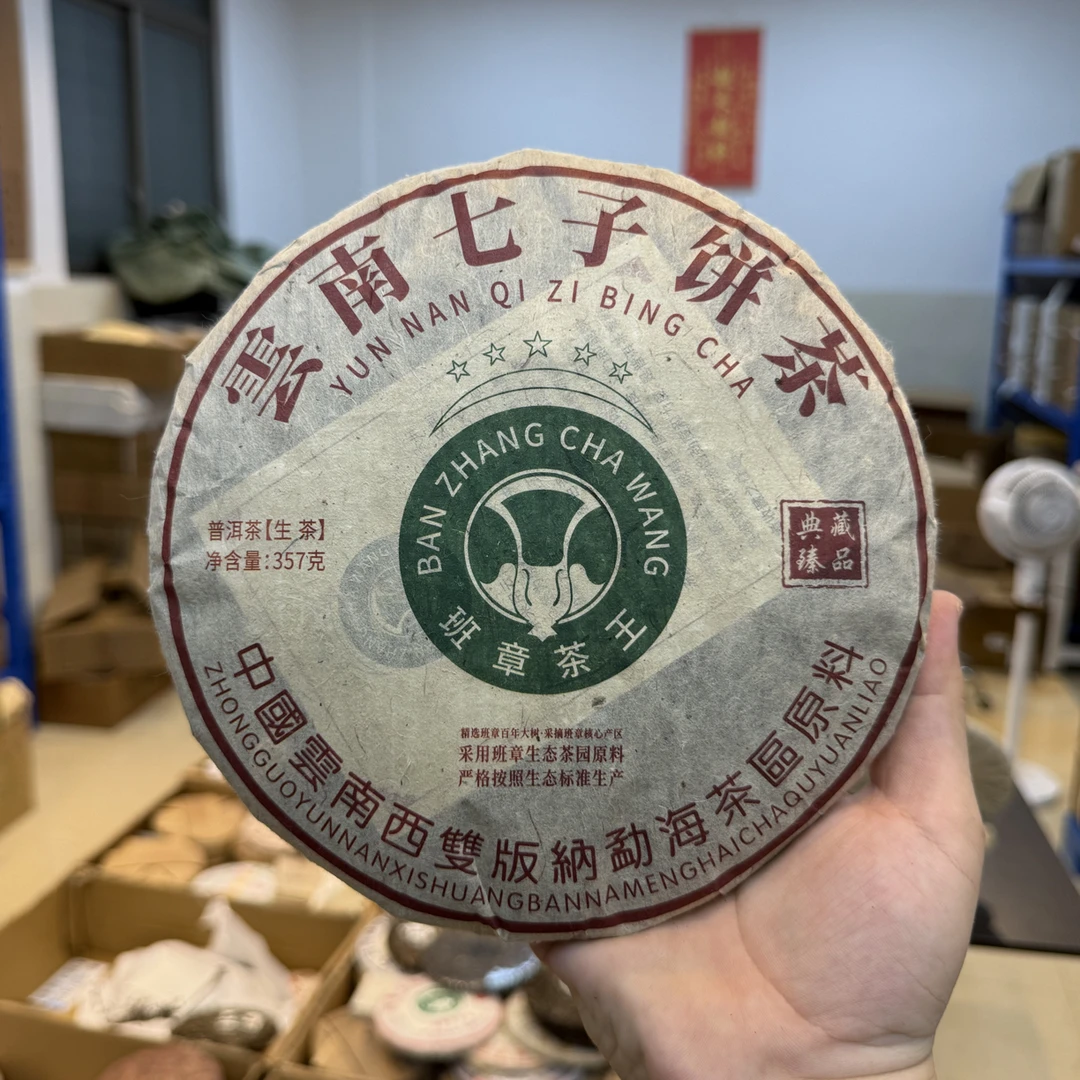 雲南七子饼茶
YUN NAN QI ZI BING CHA
BAN ZHANG CHA WANG
班章茶王
普洱茶【生 茶】
净含量:357克
典藏
臻品
精选班章百年大树·采摘班章核心产区
采用班章生态茶园原料
严格按照生态标准生产
中國雲南西雙版納勐海茶區原料
ZHONGGUOYUNNANXISHUANGBANNAMENGHAICHAQUYUANLIAO